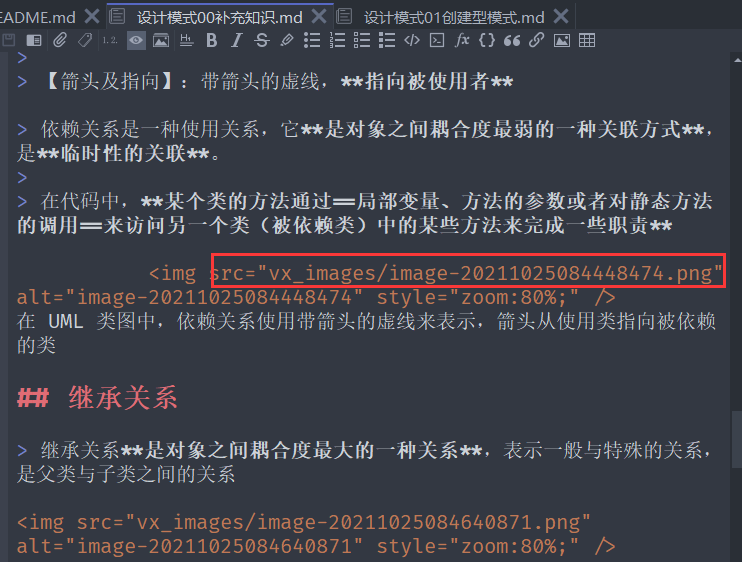 EADME.md 设计模式00补充知识.md 设计模式01创建型模式.md
1.2. B I S </> fx {}
>
> 【箭头及指向】：带箭头的虚线，**指向被使用者**
> 依赖关系是一种使用关系，它**是对象之间耦合度最弱的一种关联方式**，
是**临时性的关联**。
>
> 在代码中，**某个类的方法通过==局部变量、方法的参数或者对静态方法
的调用==来访问另一个类（被依赖类）中的某些方法来完成一些职责**
<img src="vx_images/image-20211025084448474.png"
alt="image-20211025084448474" style="zoom:80%;" />
在 UML 类图中，依赖关系使用带箭头的虚线来表示，箭头从使用类指向被依赖
的类
## 继承关系
> 继承关系**是对象之间耦合度最大的一种关系**，表示一般与特殊的关系，
是父类与子类之间的关系
<img src="vx_images/image-20211025084640871.png"
alt="image-20211025084640871" style="zoom:80%;" />